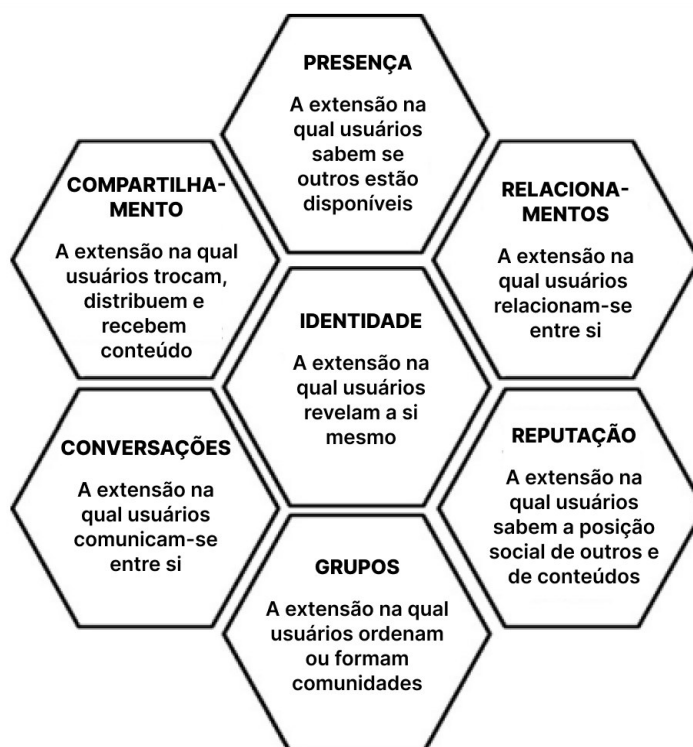 PRESENÇA
A extensão na
qual usuários
sabem se
outros estão
disponíveis
COMPARTILHA-
MENTO
A extensão na qual
usuários trocam,
distribuem e
recebem
conteúdo
RELACIONA-
MENTOS
A extensão na
qual usuários
relacionam-se
entre si
IDENTIDADE
A extensão na
qual usuários
revelam a si
mesmo
CONVERSAÇÕES
A extensão na
qual usuários
comunicam-se
entre si
REPUTAÇÃO
A extensão na
qual usuários
sabem a posição
social de outros e
de conteúdos
GRUPOS
A extensão na qual
usuários ordenam
ou formam
comunidades